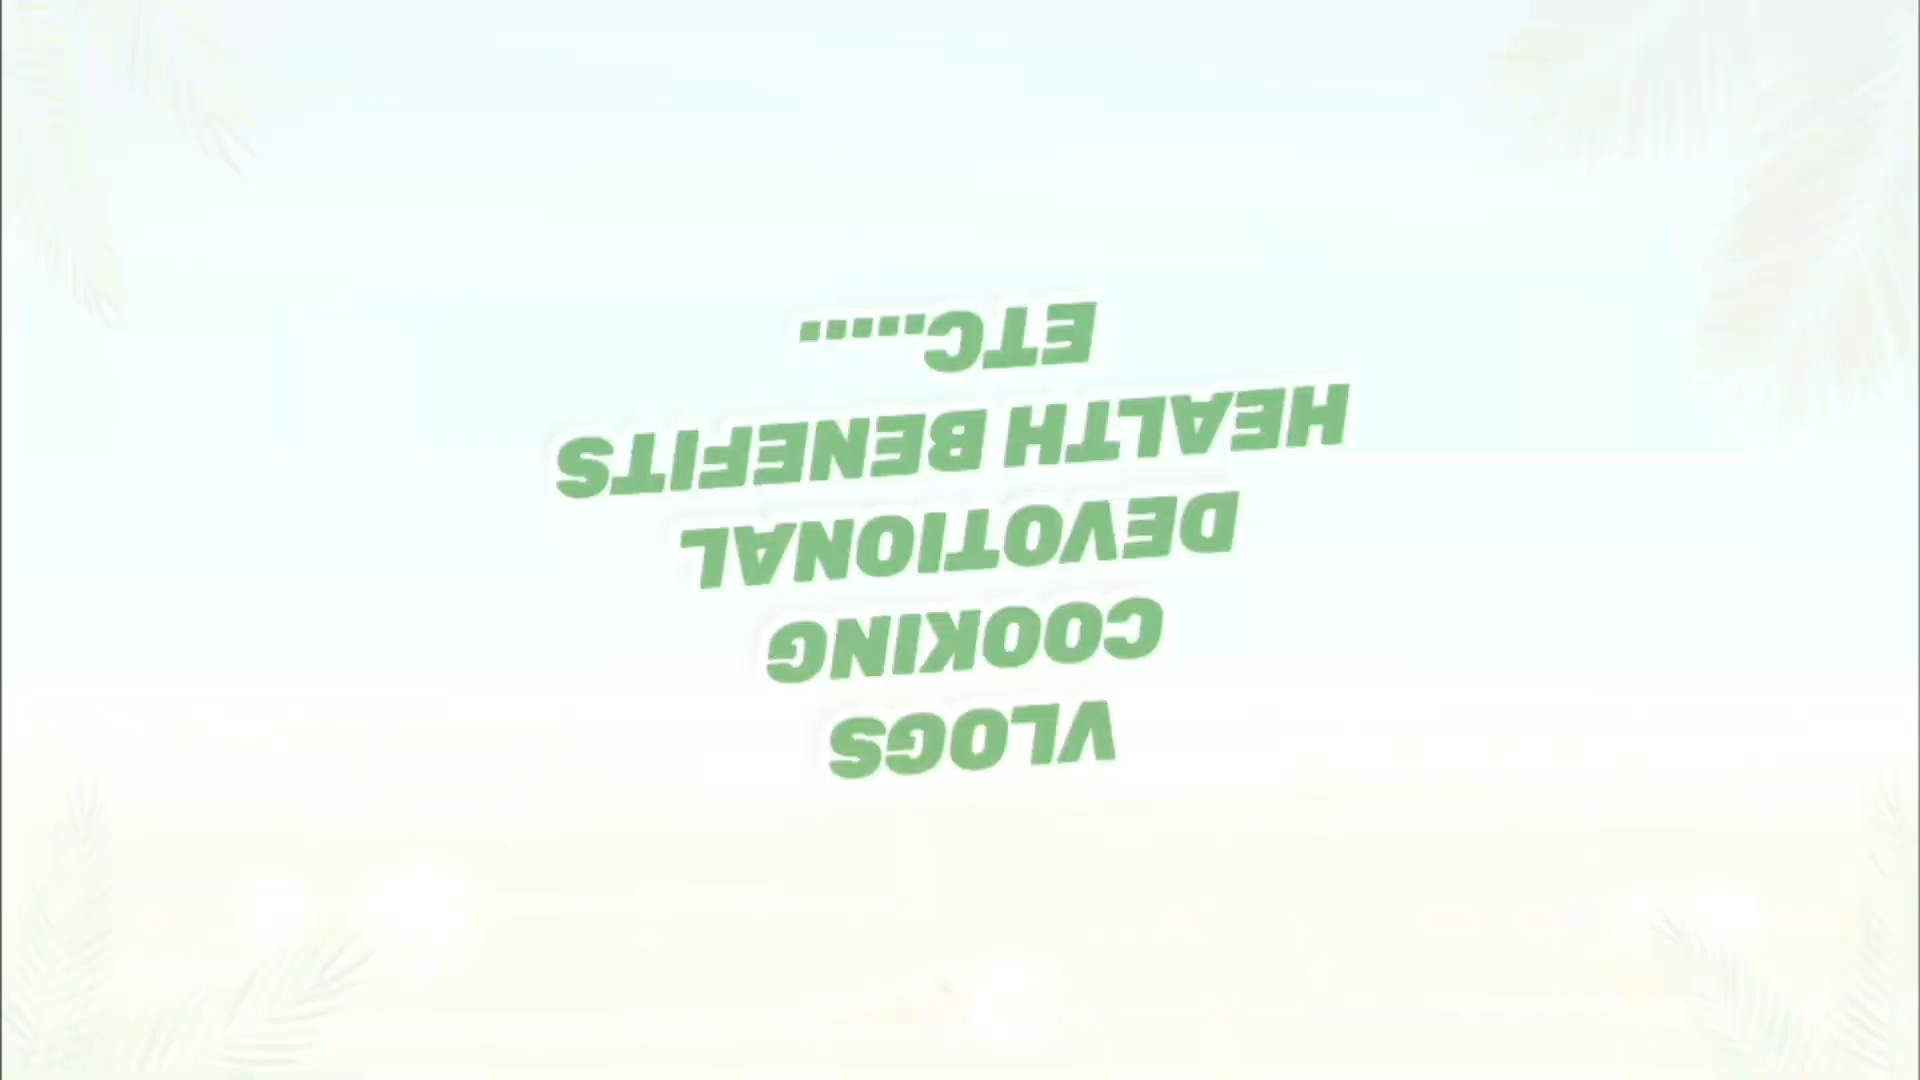 VLOGS
COOKING
DEVOTIONAL
HEALTH BENEFITS
ETC.....